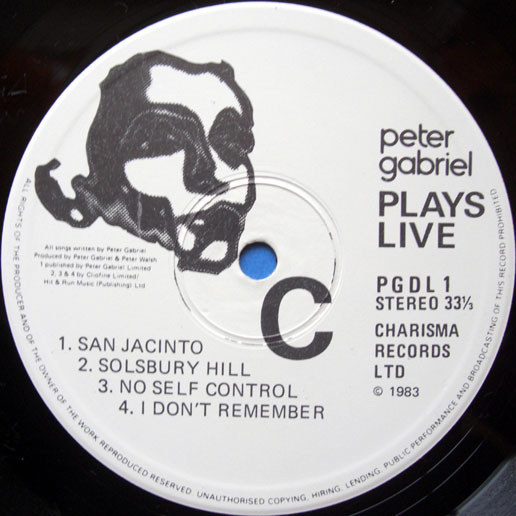 peter
gabriel
PLAYS
LIVE
PGDL 1
STEREO 33⅓
CHARISMA
RECORDS
LTD
© 1983
All songs written by Peter Gabriel
Produced by Peter Gabriel & Peter Walsh
1 published by Peter Gabriel Limited
2, 3 & 4 by Cliofine Limited/
Hit & Run Music (Publishing) Ltd
C
1. SAN JACINTO
2. SOLSBURY HILL
3. NO SELF CONTROL
4. I DON'T REMEMBER
ALL RIGHTS OF THE PRODUCER AND OF THE OWNER OF THE WORK REPRODUCED RESERVED. UNAUTHORISED COPYING, HIRING, LENDING, PUBLIC PERFORMANCE AND BROADCASTING OF THIS RECORD PROHIBITED